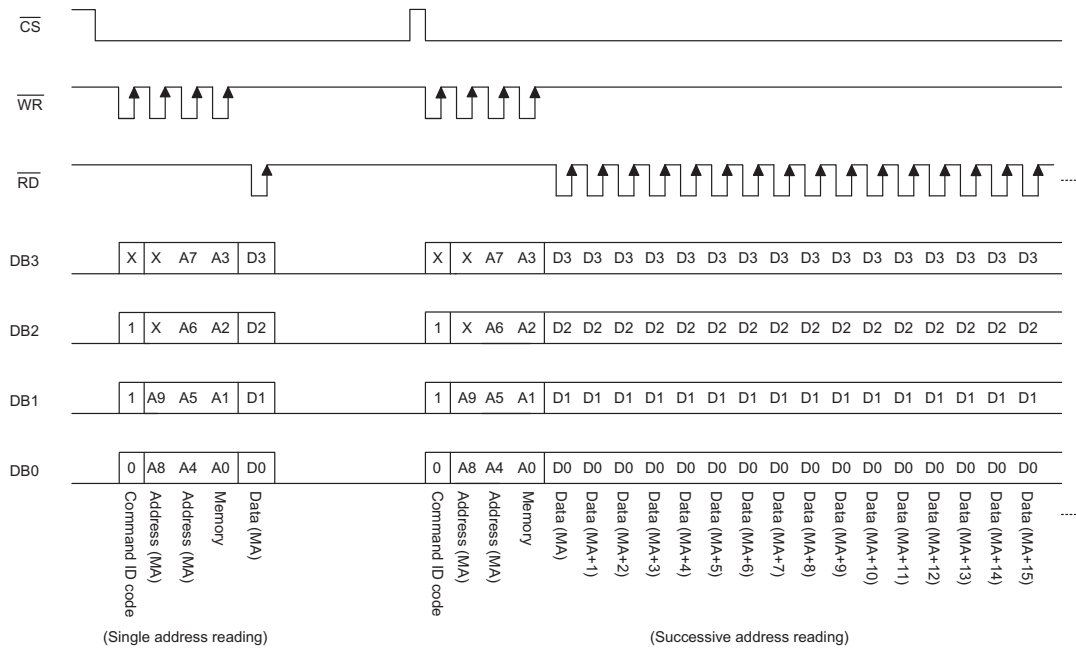 CS
WR
RD
DB3 X X A7 A3 D3 X X A7 A3 D3 D3 D3 D3 D3 D3 D3 D3 D3 D3 D3 D3 D3 D3 D3 D3
DB2 1 X A6 A2 D2 1 X A6 A2 D2 D2 D2 D2 D2 D2 D2 D2 D2 D2 D2 D2 D2 D2 D2 D2
DB1 1 A9 A5 A1 D1 1 A9 A5 A1 D1 D1 D1 D1 D1 D1 D1 D1 D1 D1 D1 D1 D1 D1 D1 D1
DB0 0 A8 A4 A0 D0 0 A8 A4 A0 D0 D0 D0 D0 D0 D0 D0 D0 D0 D0 D0 D0 D0 D0 D0 D0
Command ID code
Address (MA)
Address (MA)
Memory
Data (MA)
Command ID code
Address (MA)
Address (MA)
Memory
Data (MA)
Data (MA+1)
Data (MA+2)
Data (MA+3)
Data (MA+4)
Data (MA+5)
Data (MA+6)
Data (MA+7)
Data (MA+8)
Data (MA+9)
Data (MA+10)
Data (MA+11)
Data (MA+12)
Data (MA+13)
Data (MA+14)
Data (MA+15)
(Single address reading)
(Successive address reading)